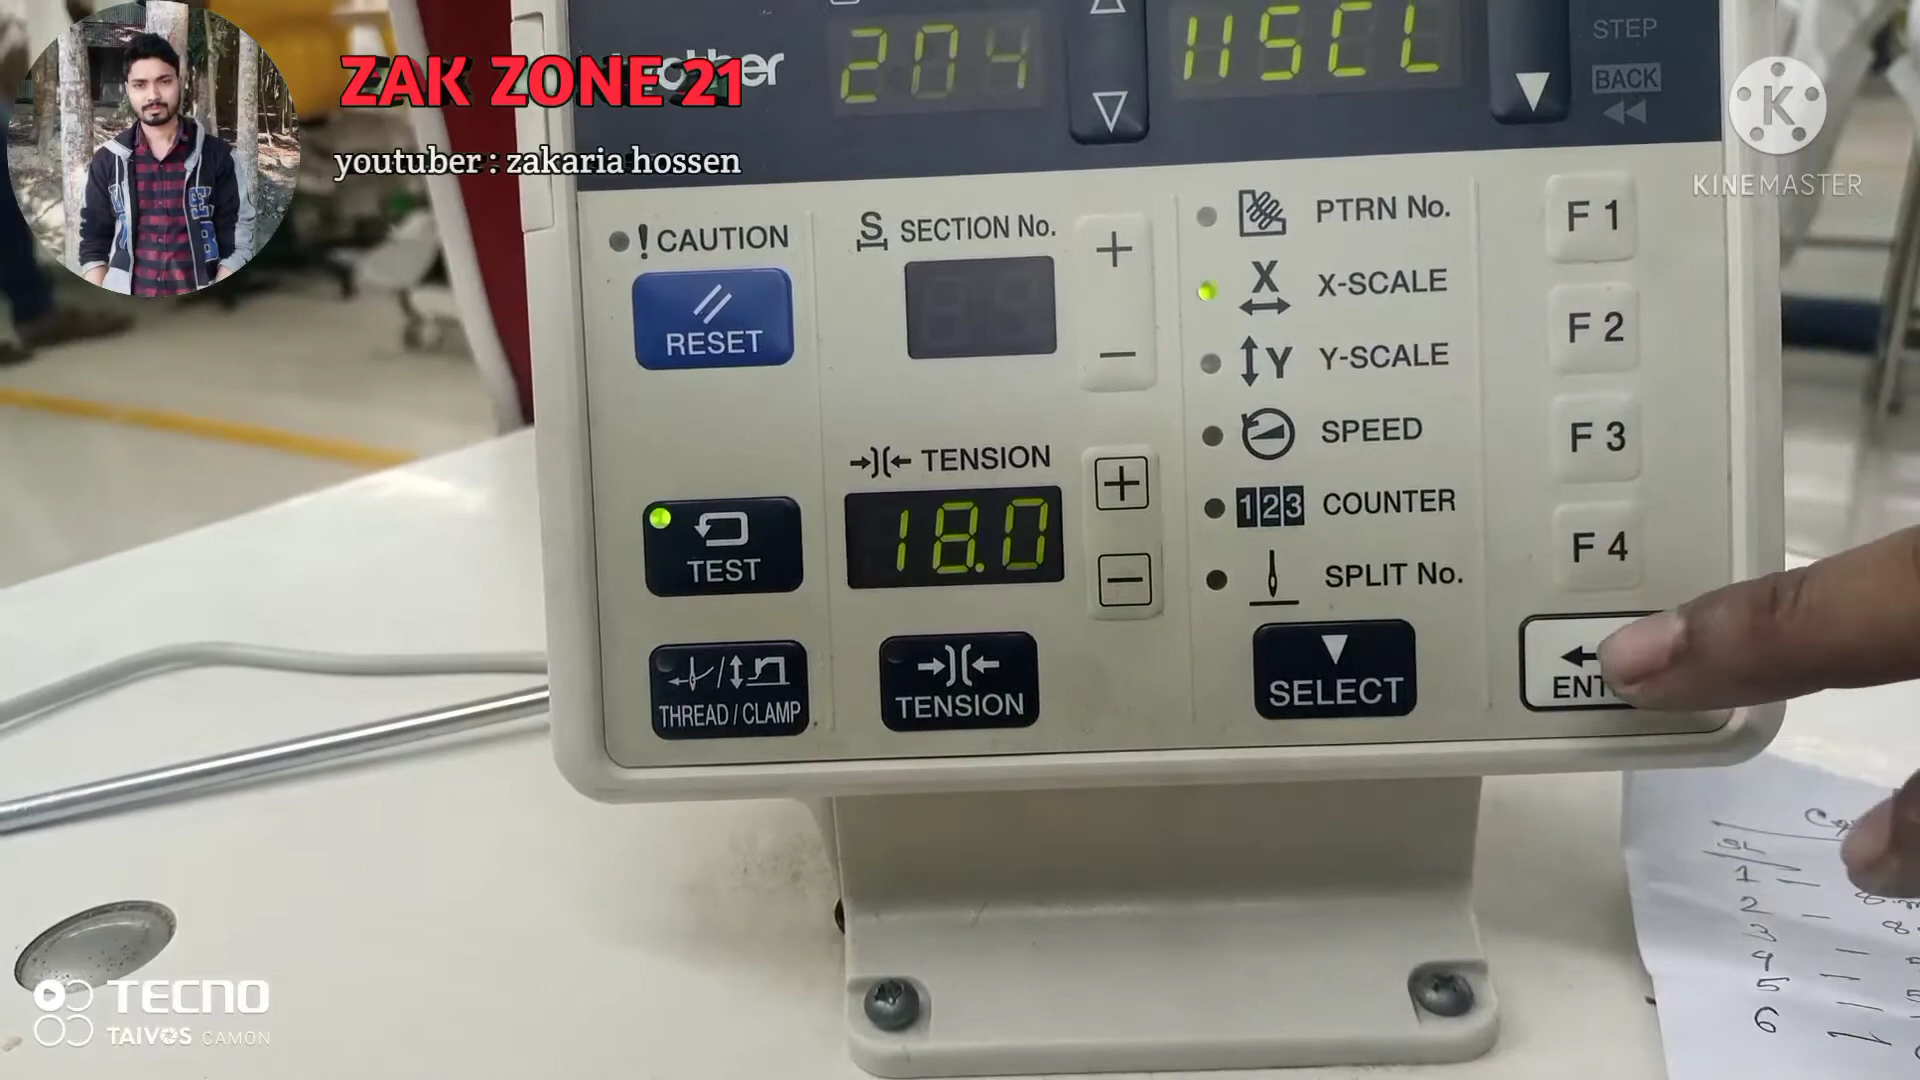 ZAK ZONE 21
youtuber : zakaria hossen
K
KINEMASTER
204
STEP
BACK
! CAUTION
RESET
S SECTION No.
+
−
PTRN No.
X X-SCALE
Y Y-SCALE
SPEED
123 COUNTER
SPLIT No.
F 1
F 2
F 3
F 4
TENSION
18.0
+
−
TEST
THREAD / CLAMP
TENSION
SELECT
SL
1 –
2 –
3
4 –
5 –
6
TECNO
TAIVOS CAMON